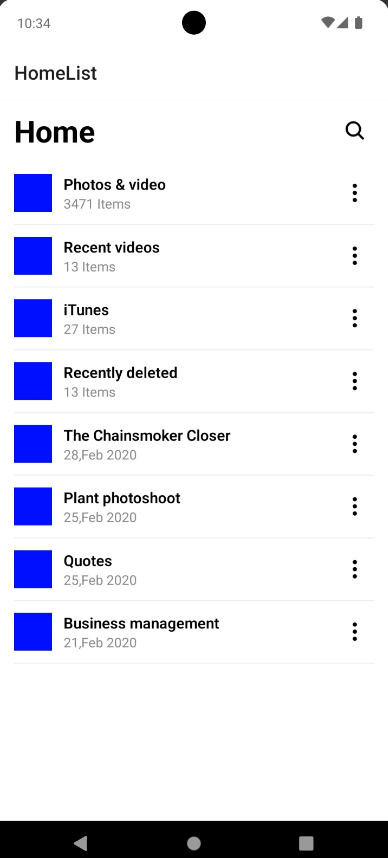 10:34
HomeList
Home
Photos & video
3471 Items
Recent videos
13 Items
iTunes
27 Items
Recently deleted
13 Items
The Chainsmoker Closer
28,Feb 2020
Plant photoshoot
25,Feb 2020
Quotes
25,Feb 2020
Business management
21,Feb 2020